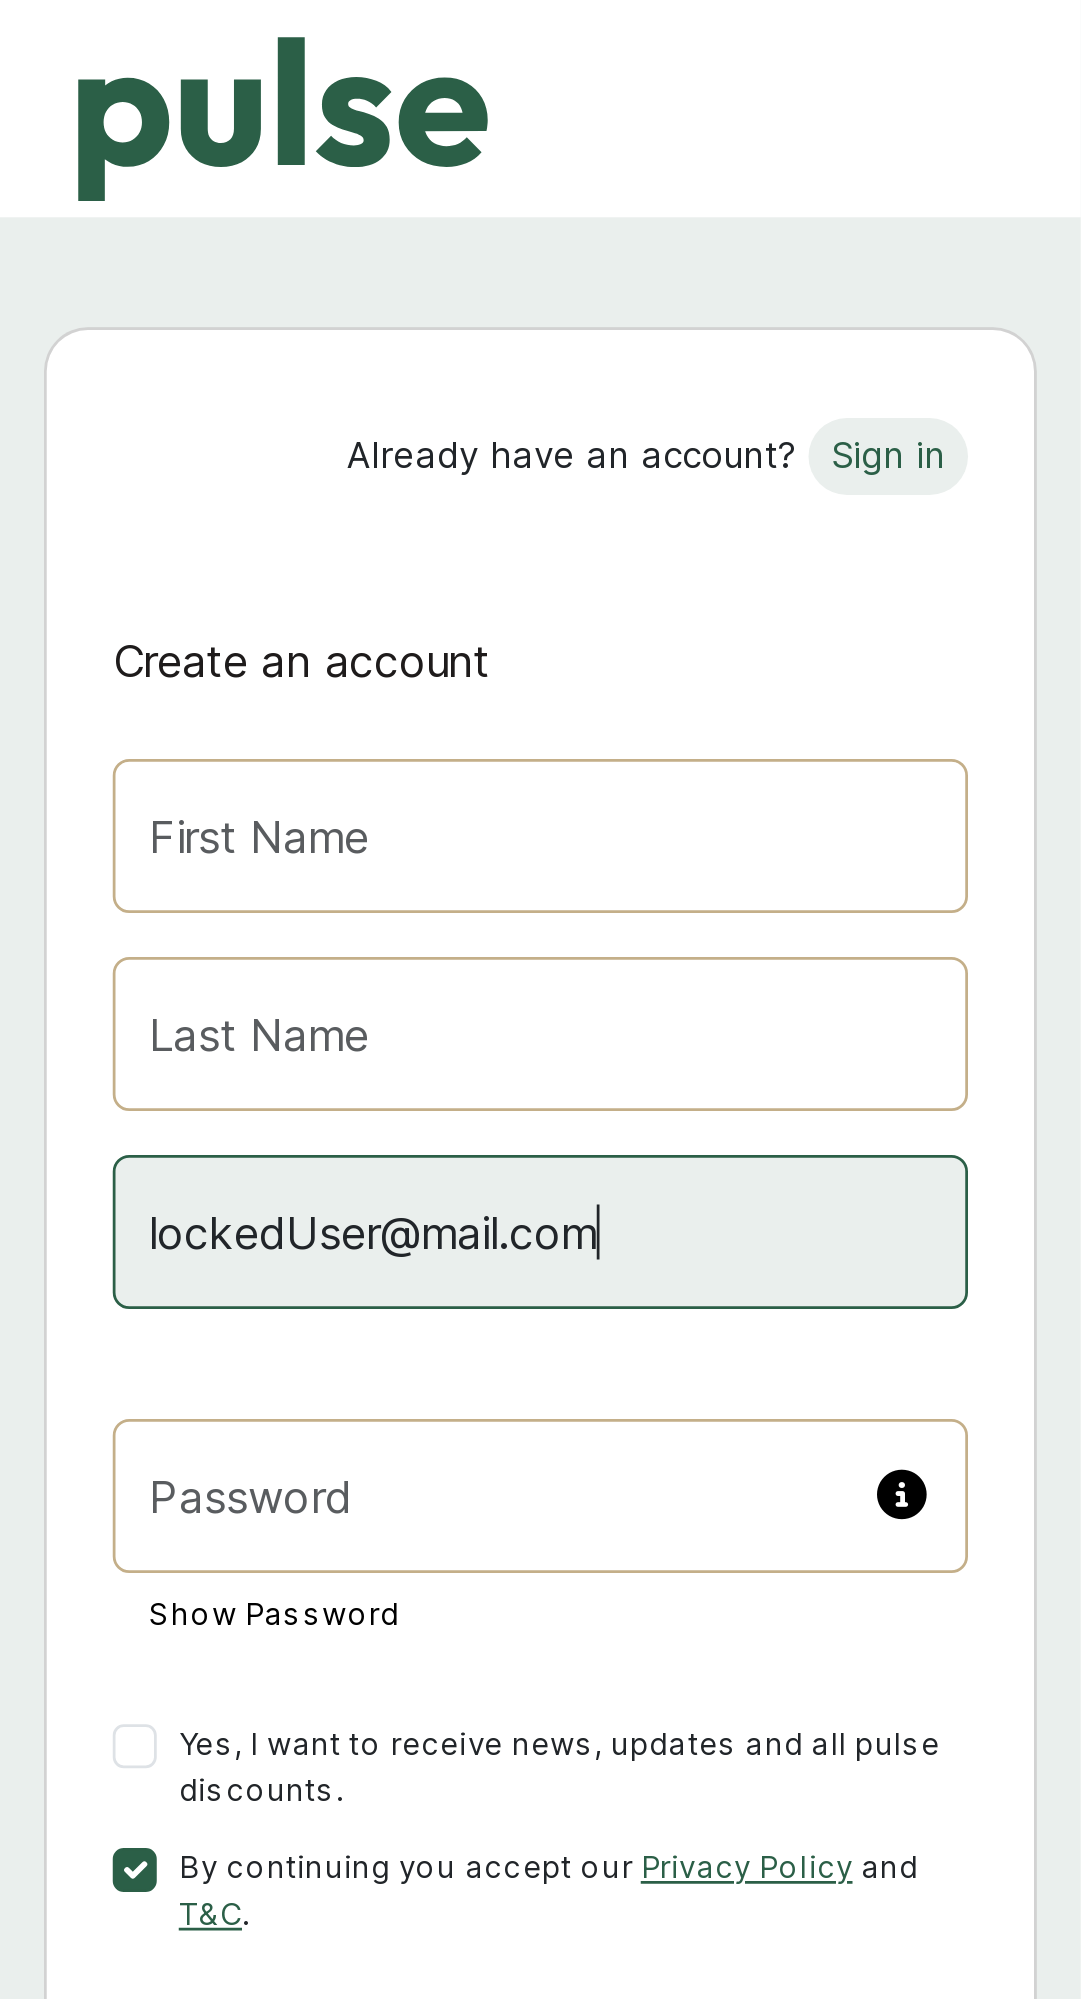 pulse
Already have an account? Sign in
Create an account
First Name
Last Name
lockedUser@mail.com
Password
Show Password
Yes, I want to receive news, updates and all pulse
discounts.
By continuing you accept our Privacy Policy and
T&C.